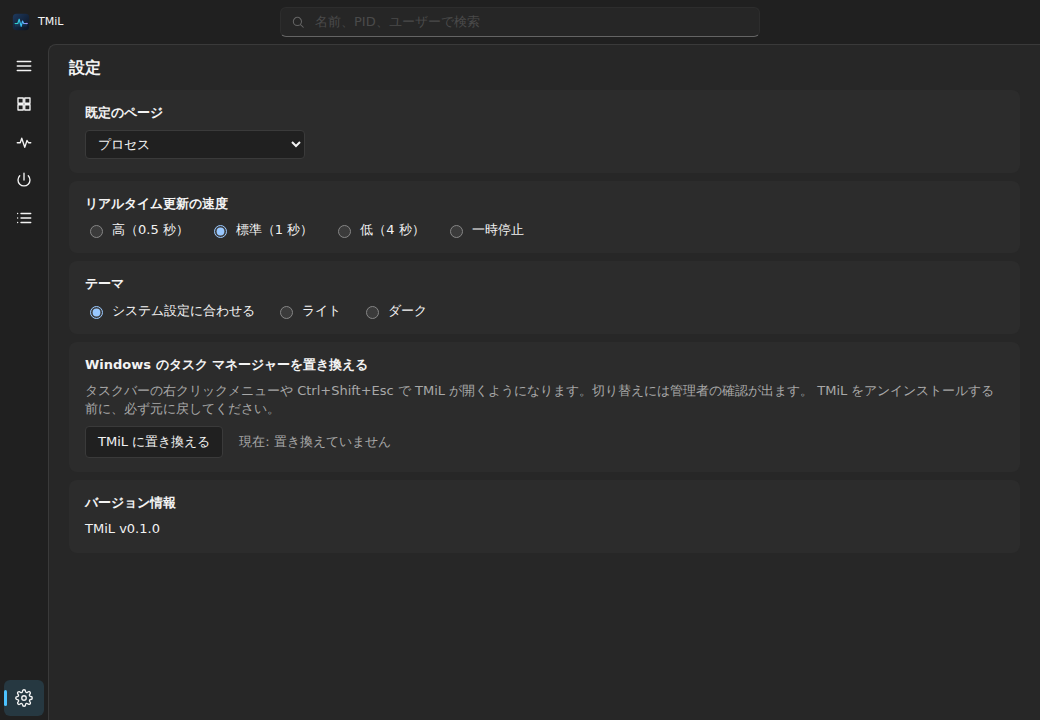 TMiL
名前、PID、ユーザーで検索
設定
既定のページ
プロセス
リアルタイム更新の速度
高（0.5 秒） 標準（1 秒） 低（4 秒） 一時停止
テーマ
システム設定に合わせる ライト ダーク
Windows のタスク マネージャーを置き換える
タスクバーの右クリックメニューや Ctrl+Shift+Esc で TMiL が開くようになります。切り替えには管理者の確認が出ます。 TMiL をアンインストールする
前に、必ず元に戻してください。
TMiL に置き換える 現在: 置き換えていません
バージョン情報
TMiL v0.1.0